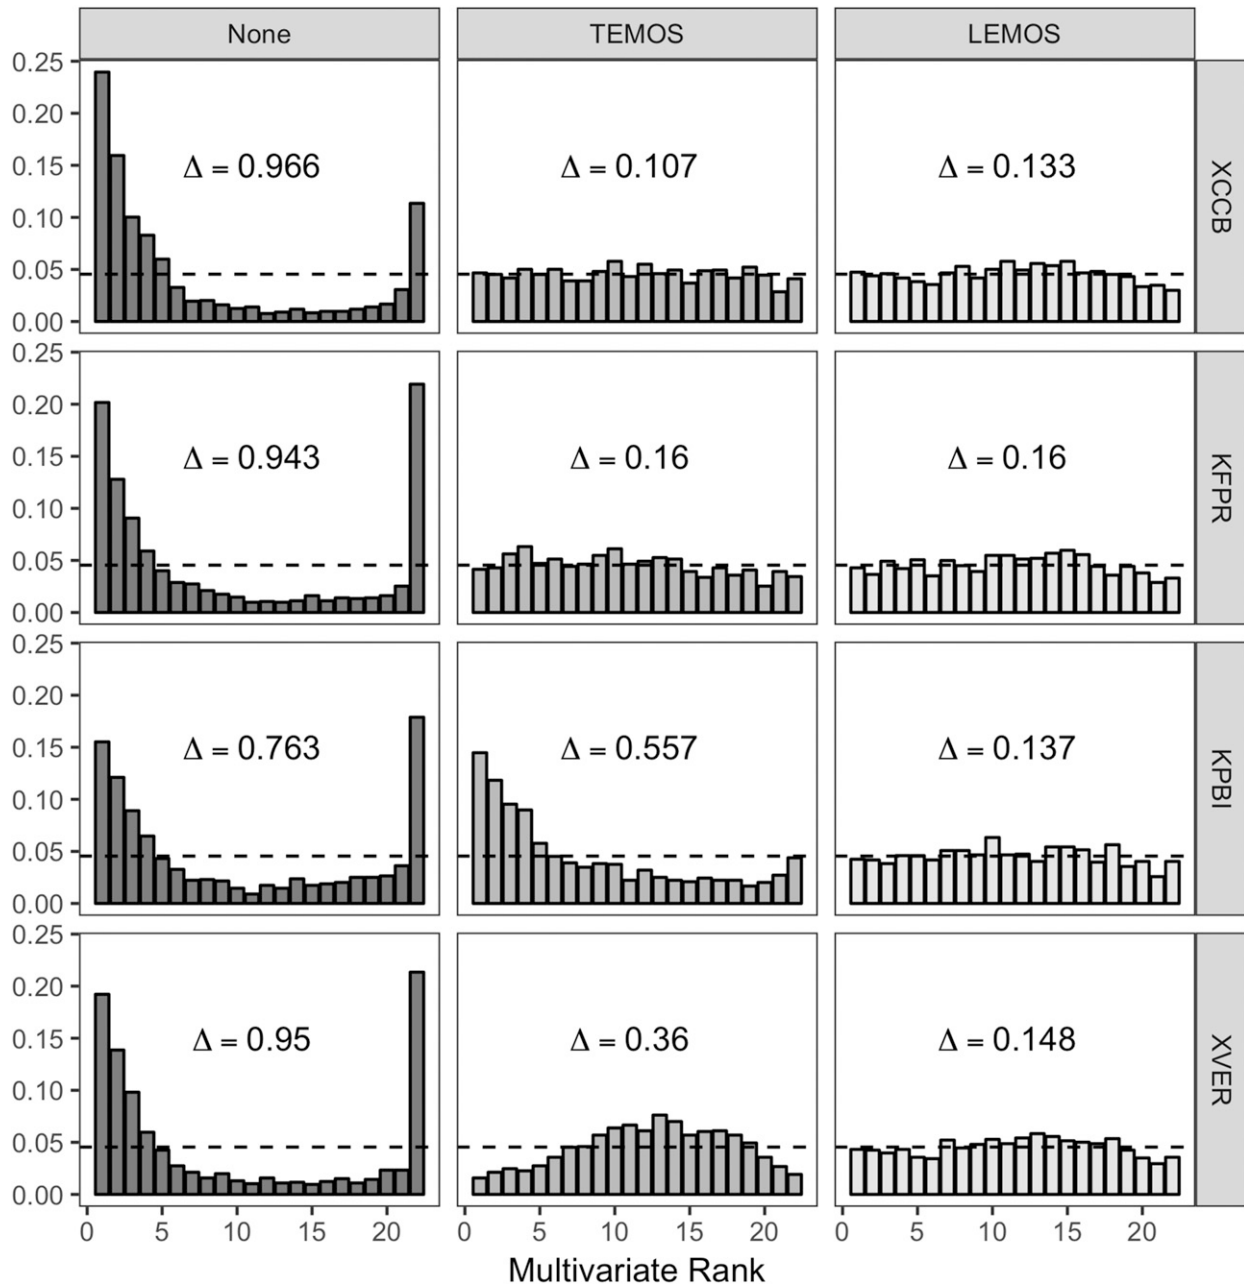 None TEMOS LEMOS
0.25
0.20
0.15
0.10
0.05
0.00
Δ = 0.966 Δ = 0.107 Δ = 0.133
XCCB
0.25
0.20
0.15
0.10
0.05
0.00
Δ = 0.943 Δ = 0.16 Δ = 0.16
KFPR
0.25
0.20
0.15
0.10
0.05
0.00
Δ = 0.763 Δ = 0.557 Δ = 0.137
KPBI
0.25
0.20
0.15
0.10
0.05
0.00
Δ = 0.95 Δ = 0.36 Δ = 0.148
XVER
0 5 10 15 20 0 5 10 15 20 0 5 10 15 20
Multivariate Rank